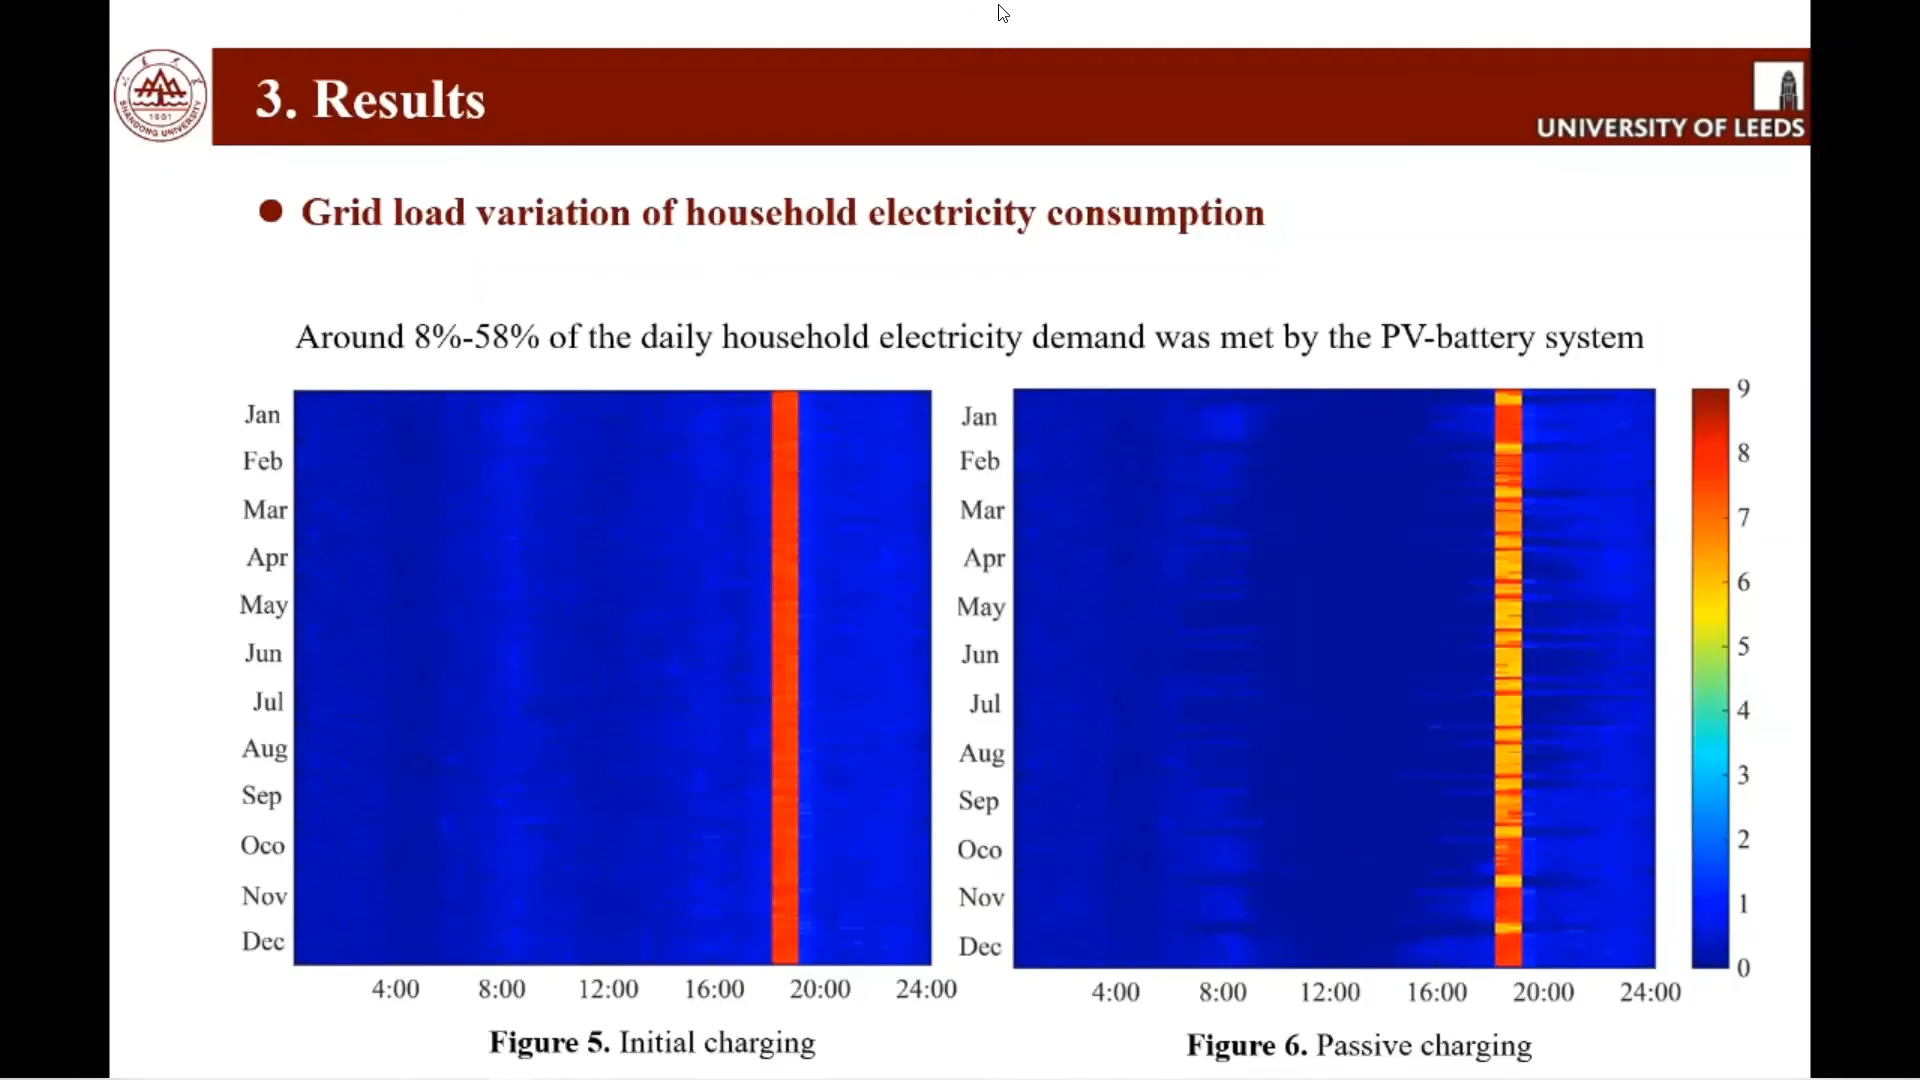 3. Results
SHANDONG UNIVERSITY
1901
UNIVERSITY OF LEEDS
Grid load variation of household electricity consumption
Around 8%-58% of the daily household electricity demand was met by the PV-battery system
Jan
Feb
Mar
Apr
May
Jun
Jul
Aug
Sep
Oco
Nov
Dec
4:00 8:00 12:00 16:00 20:00 24:00
Figure 5. Initial charging
Jan
Feb
Mar
Apr
May
Jun
Jul
Aug
Sep
Oco
Nov
Dec
4:00 8:00 12:00 16:00 20:00 24:00
Figure 6. Passive charging
9
8
7
6
5
4
3
2
1
0